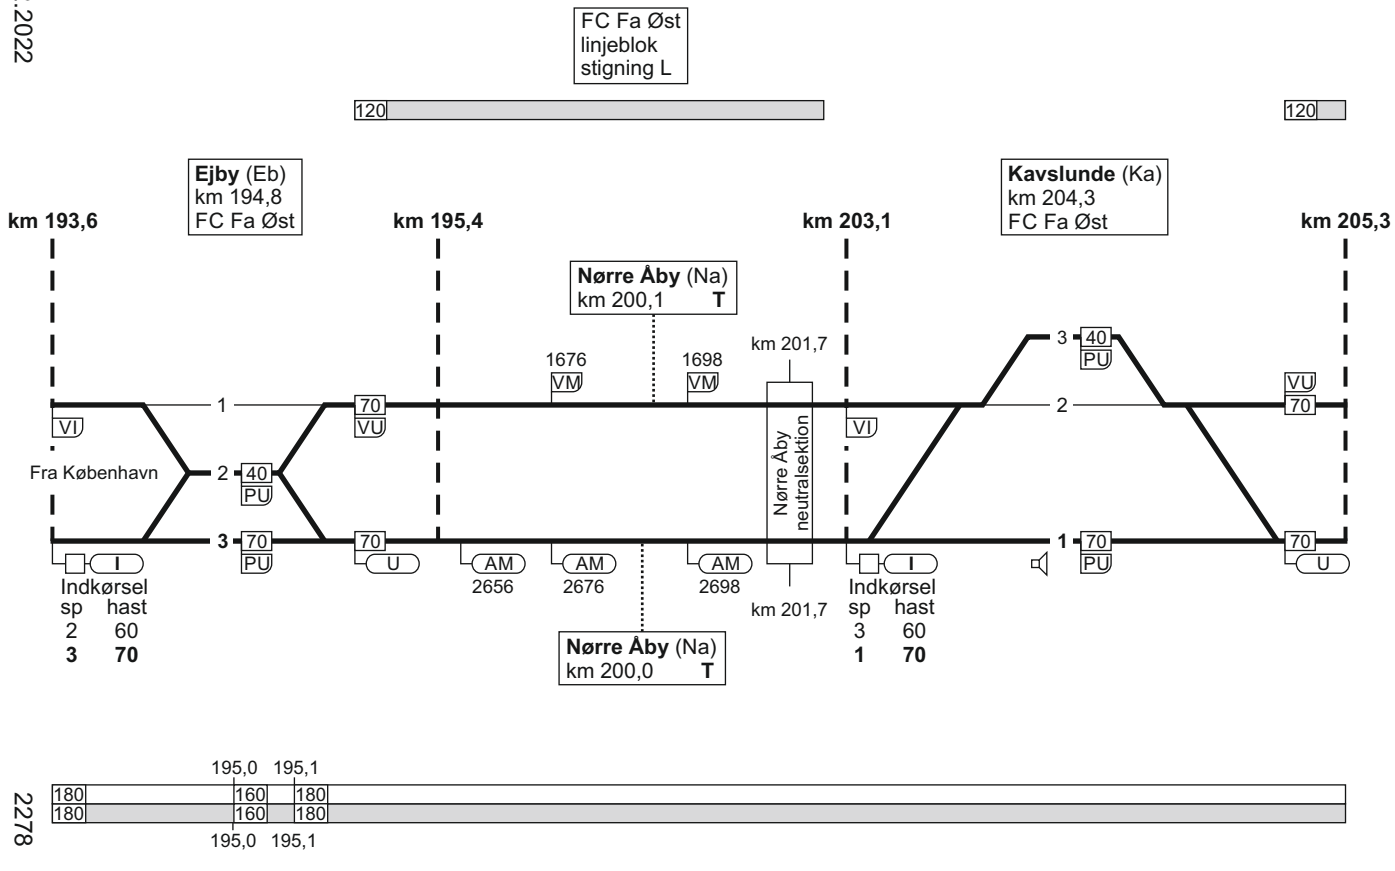 .2022
FC Fa Øst
linjeblok
stigning L
120
120
Ejby (Eb)
km 194,8
FC Fa Øst
Kavslunde (Ka)
km 204,3
FC Fa Øst
km 193,6
km 195,4
km 203,1
km 205,3
Nørre Åby (Na)
km 200,1 T
km 201,7
1676
VM
1698
VM
3
40
PU
1
70
VU
2
VU
70
VI
VI
Nørre Åby
neutralsektion
Fra København
2
40
PU
3
70
PU
70
U
AM
2656
AM
2676
AM
2698
1
70
PU
70
U
I
Indkørsel
sp hast
2 60
3 70
km 201,7
I
Indkørsel
sp hast
3 60
1 70
Nørre Åby (Na)
km 200,0 T
195,0 195,1
180 160 180
180 160 180
195,0 195,1
2278